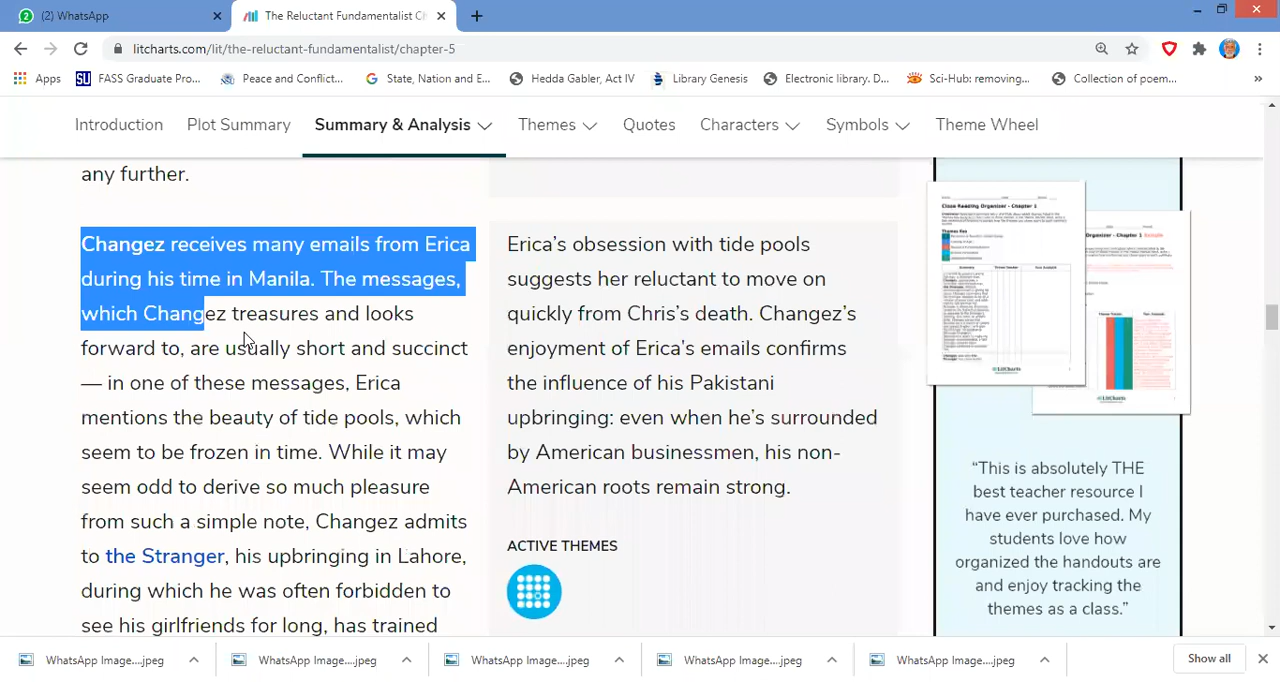 (2) WhatsApp
The Reluctant Fundamentalist Ch
litcharts.com/lit/the-reluctant-fundamentalist/chapter-5
Apps
FASS Graduate Pro...
Peace and Conflict...
State, Nation and E...
Hedda Gabler, Act IV
Library Genesis
Electronic library. D...
Sci-Hub: removing...
Collection of poem...
»
Introduction
Plot Summary
Summary & Analysis
Themes
Quotes
Characters
Symbols
Theme Wheel
any further.
Changez receives many emails from Erica
during his time in Manila. The messages,
which Changez treasures and looks
forward to, are usually short and succinct
— in one of these messages, Erica
mentions the beauty of tide pools, which
seem to be frozen in time. While it may
seem odd to derive so much pleasure
from such a simple note, Changez admits
to the Stranger, his upbringing in Lahore,
during which he was often forbidden to
see his girlfriends for long, has trained
Erica's obsession with tide pools
suggests her reluctant to move on
quickly from Chris's death. Changez's
enjoyment of Erica's emails confirms
the influence of his Pakistani
upbringing: even when he's surrounded
by American businessmen, his non-
American roots remain strong.
ACTIVE THEMES
Close Reading Organizer - Chapter 1
Organizer - Chapter 1 Sample
LitCharts
LitCharts
"This is absolutely THE
best teacher resource I
have ever purchased. My
students love how
organized the handouts are
and enjoy tracking the
themes as a class."
WhatsApp Image....jpeg
WhatsApp Image....jpeg
WhatsApp Image....jpeg
WhatsApp Image....jpeg
WhatsApp Image....jpeg
Show all